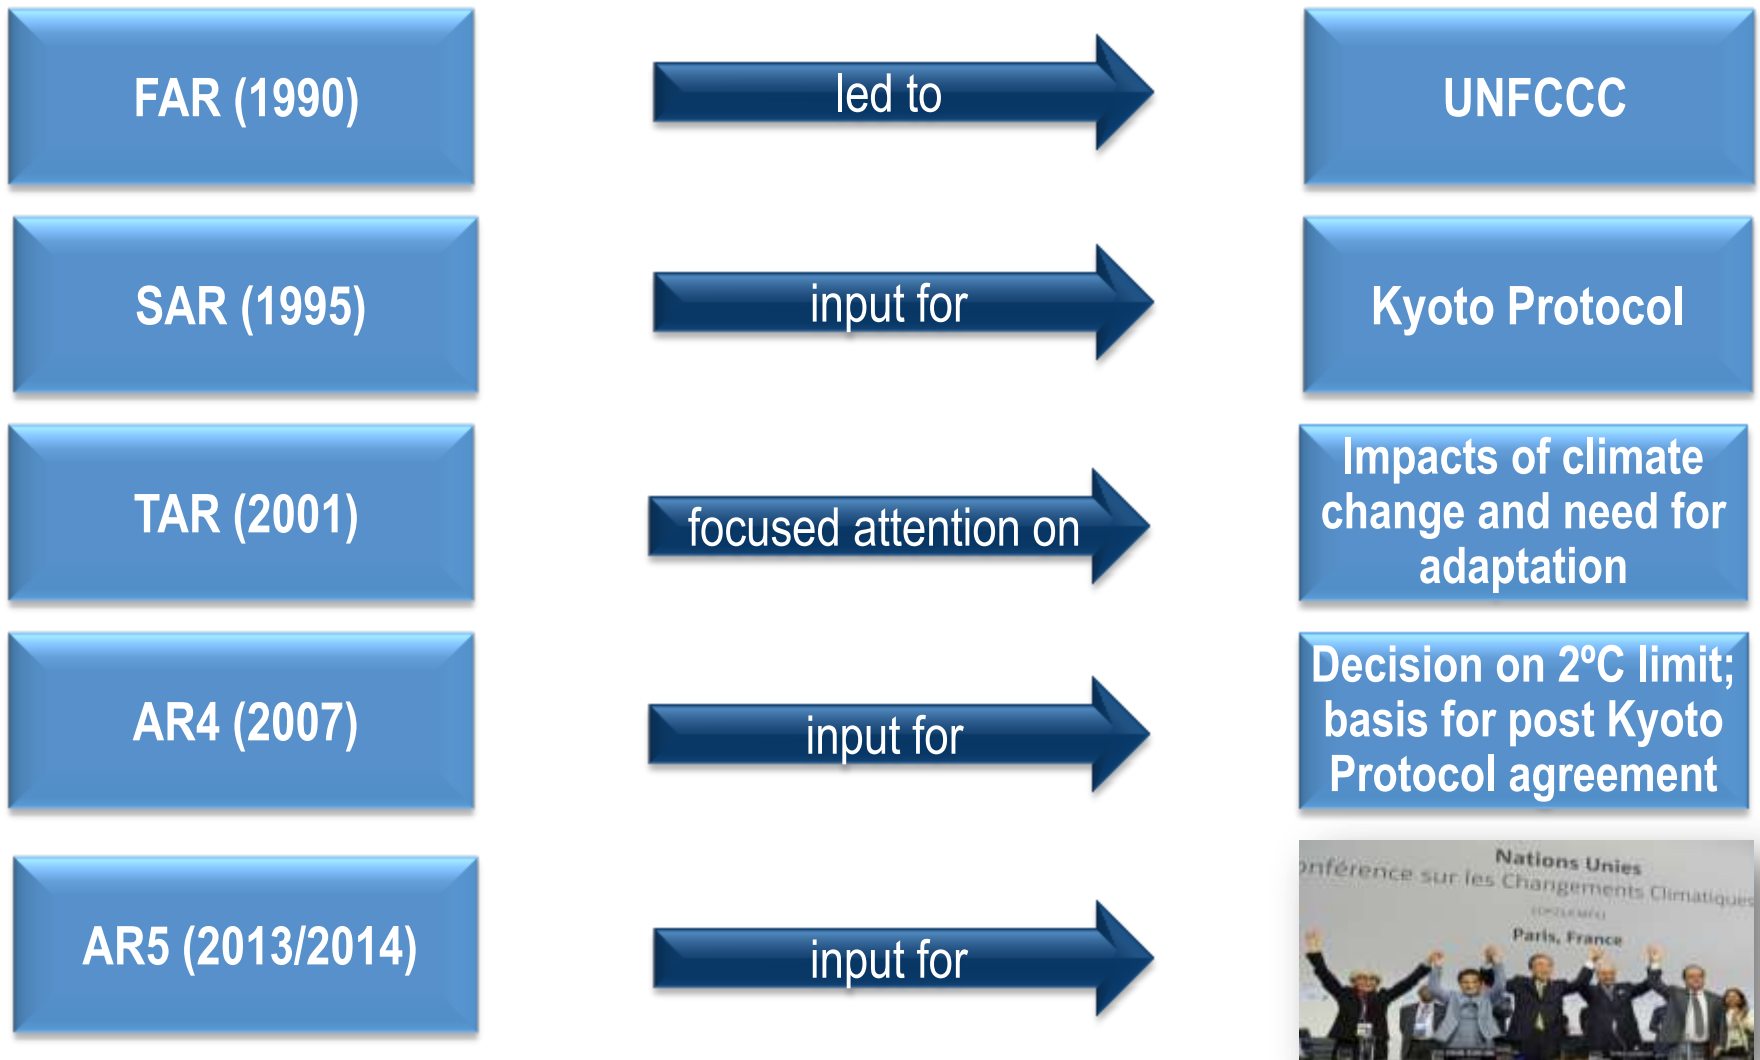 FAR (1990)
led to
UNFCCC
SAR (1995)
input for
Kyoto Protocol
TAR (2001)
focused attention on
Impacts of climate
change and need for
adaptation
AR4 (2007)
input for
Decision on 2ºC limit;
basis for post Kyoto
Protocol agreement
AR5 (2013/2014)
input for
Nations Unies
onférence sur les Changements Climatiques
Paris, France